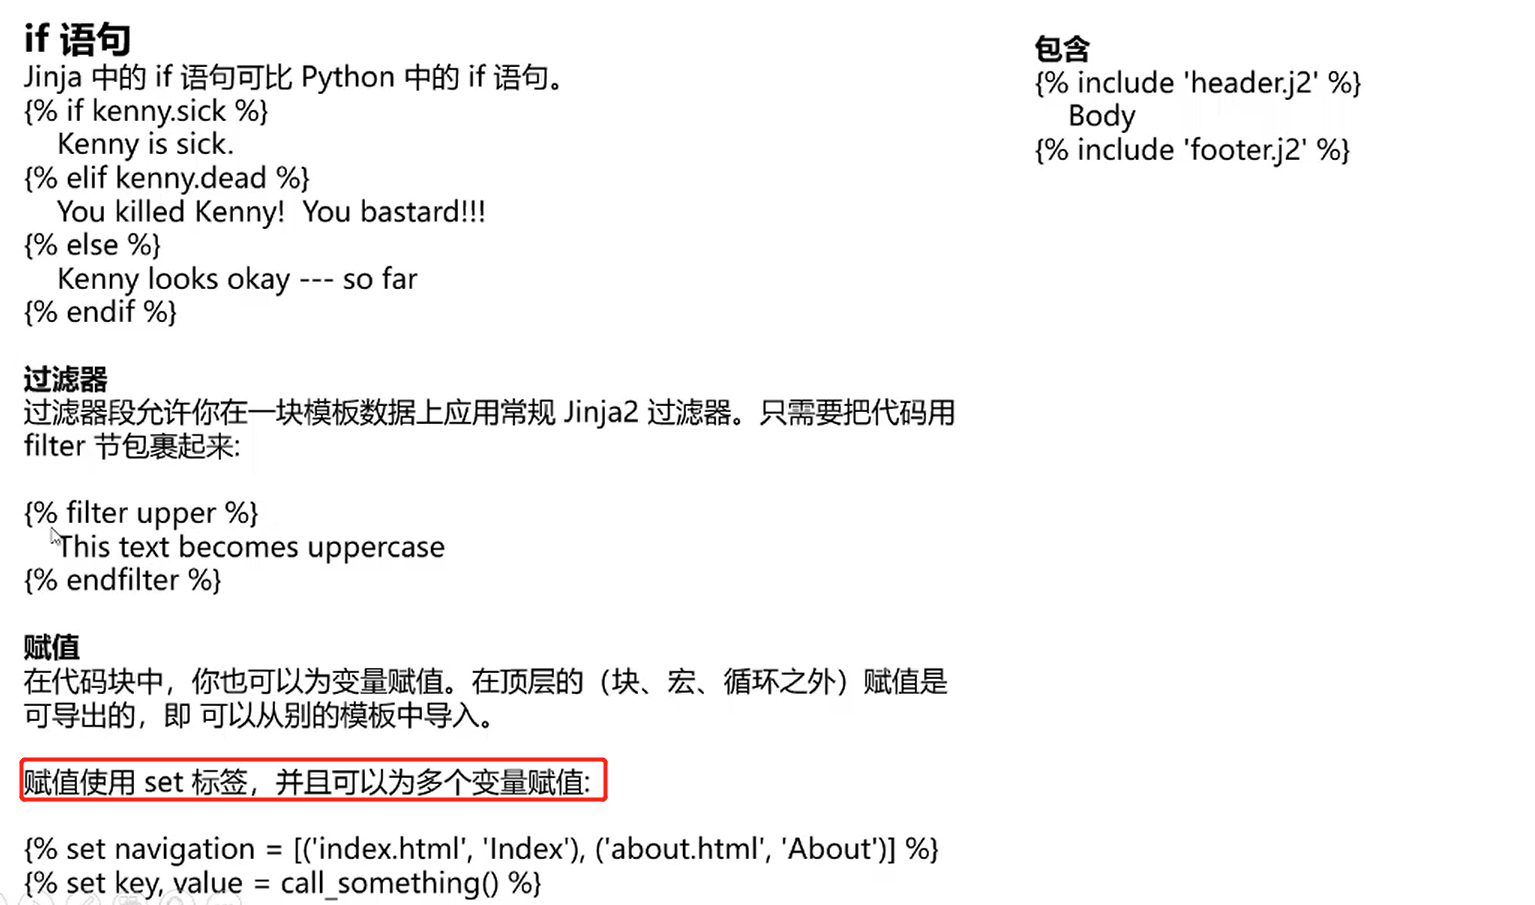 if 语句
Jinja 中的 if 语句可比 Python 中的 if 语句。
{% if kenny.sick %}
Kenny is sick.
{% elif kenny.dead %}
You killed Kenny!  You bastard!!!
{% else %}
Kenny looks okay --- so far
{% endif %}
过滤器
过滤器段允许你在一块模板数据上应用常规 Jinja2 过滤器。只需要把代码用
filter 节包裹起来:
{% filter upper %}
This text becomes uppercase
{% endfilter %}
赋值
在代码块中，你也可以为变量赋值。在顶层的（块、宏、循环之外）赋值是
可导出的，即 可以从别的模板中导入。
赋值使用 set 标签，并且可以为多个变量赋值:
{% set navigation = [('index.html', 'Index'), ('about.html', 'About')] %}
{% set key, value = call_something() %}
包含
{% include 'header.j2' %}
Body
{% include 'footer.j2' %}